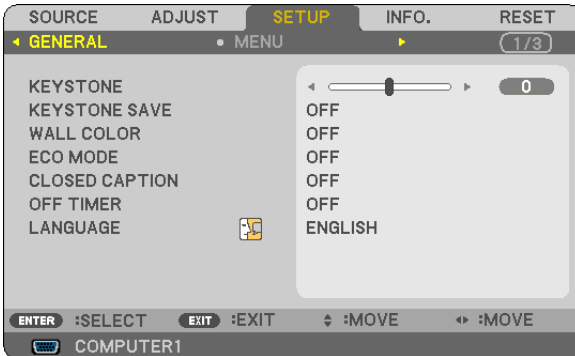 SOURCE ADJUST SETUP INFO. RESET
GENERAL • MENU 1/3
KEYSTONE 0
KEYSTONE SAVE OFF
WALL COLOR OFF
ECO MODE OFF
CLOSED CAPTION OFF
OFF TIMER OFF
LANGUAGE ENGLISH
ENTER :SELECT EXIT :EXIT :MOVE :MOVE
COMPUTER1